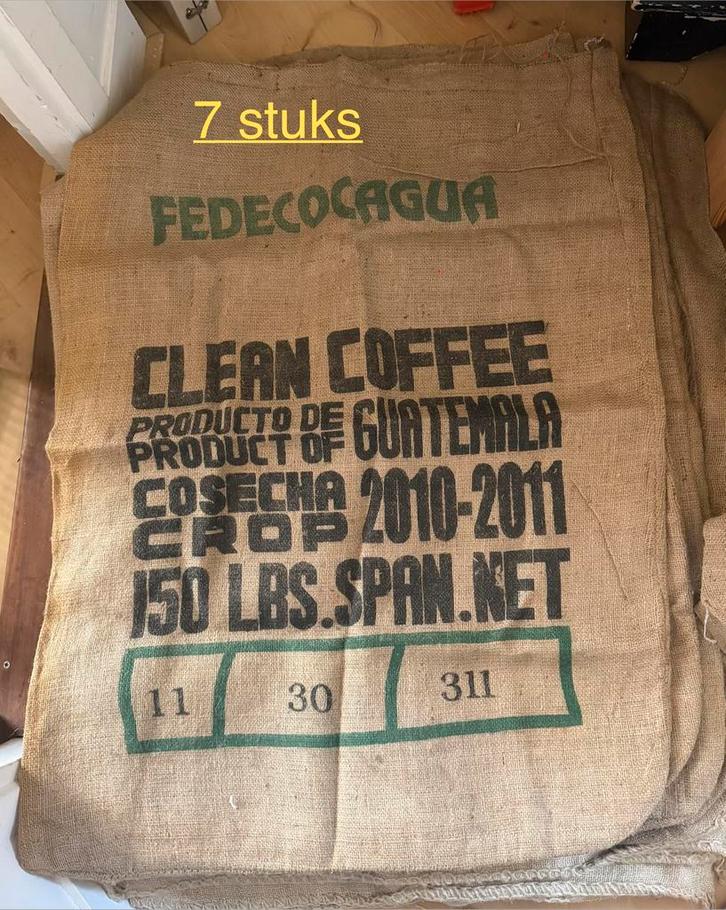 7 stuks
FEDECOCAGUA
CLEAN COFFEE
PRODUCTO DE
PRODUCT OF GUATEMALA
COSECHA
CROP 2010-2011
150 LBS.SPAN.NET
11 30 311